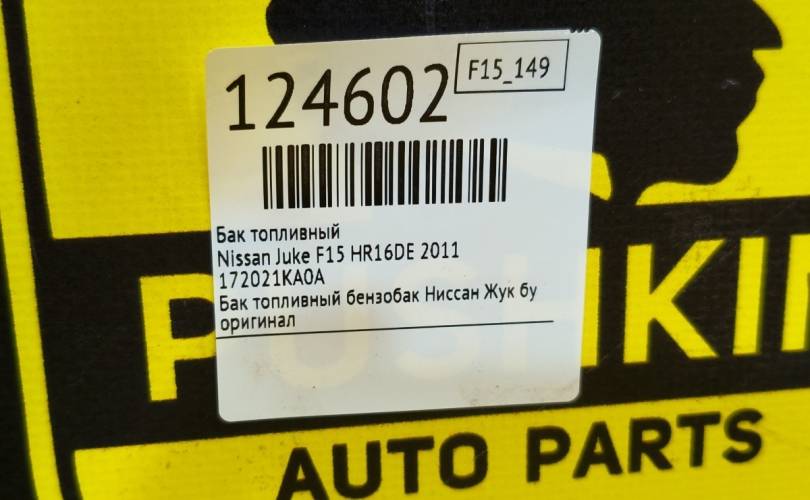 124602
F15_149
Бак топливный
Nissan Juke F15 HR16DE 2011
172021KA0A
Бак топливный бензобак Ниссан Жук бу
оригинал
AUTO PARTS